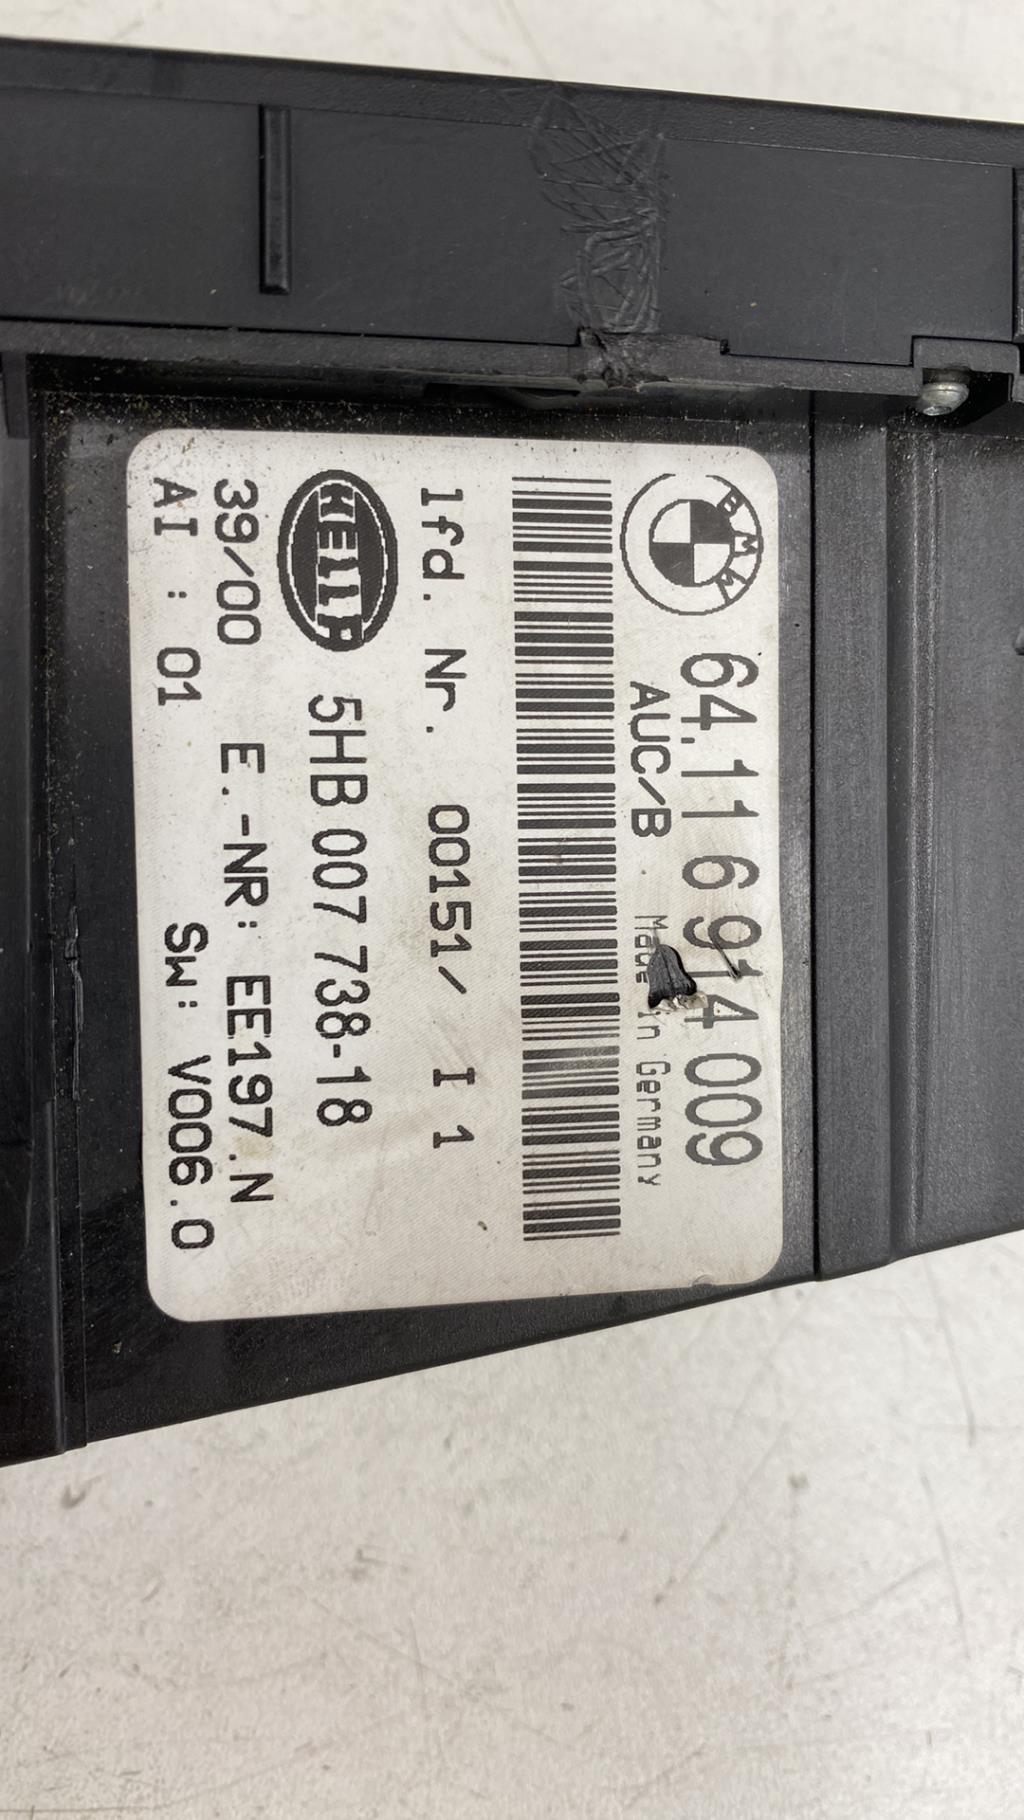 BMW 64.11 6 914 009
AUC/B Made in Germany
lfd. Nr. 00151/ I 1
HELLA 5HB 007 738-18
39/00 E.-NR: EE197.N
AI : 01 SW: V006.0